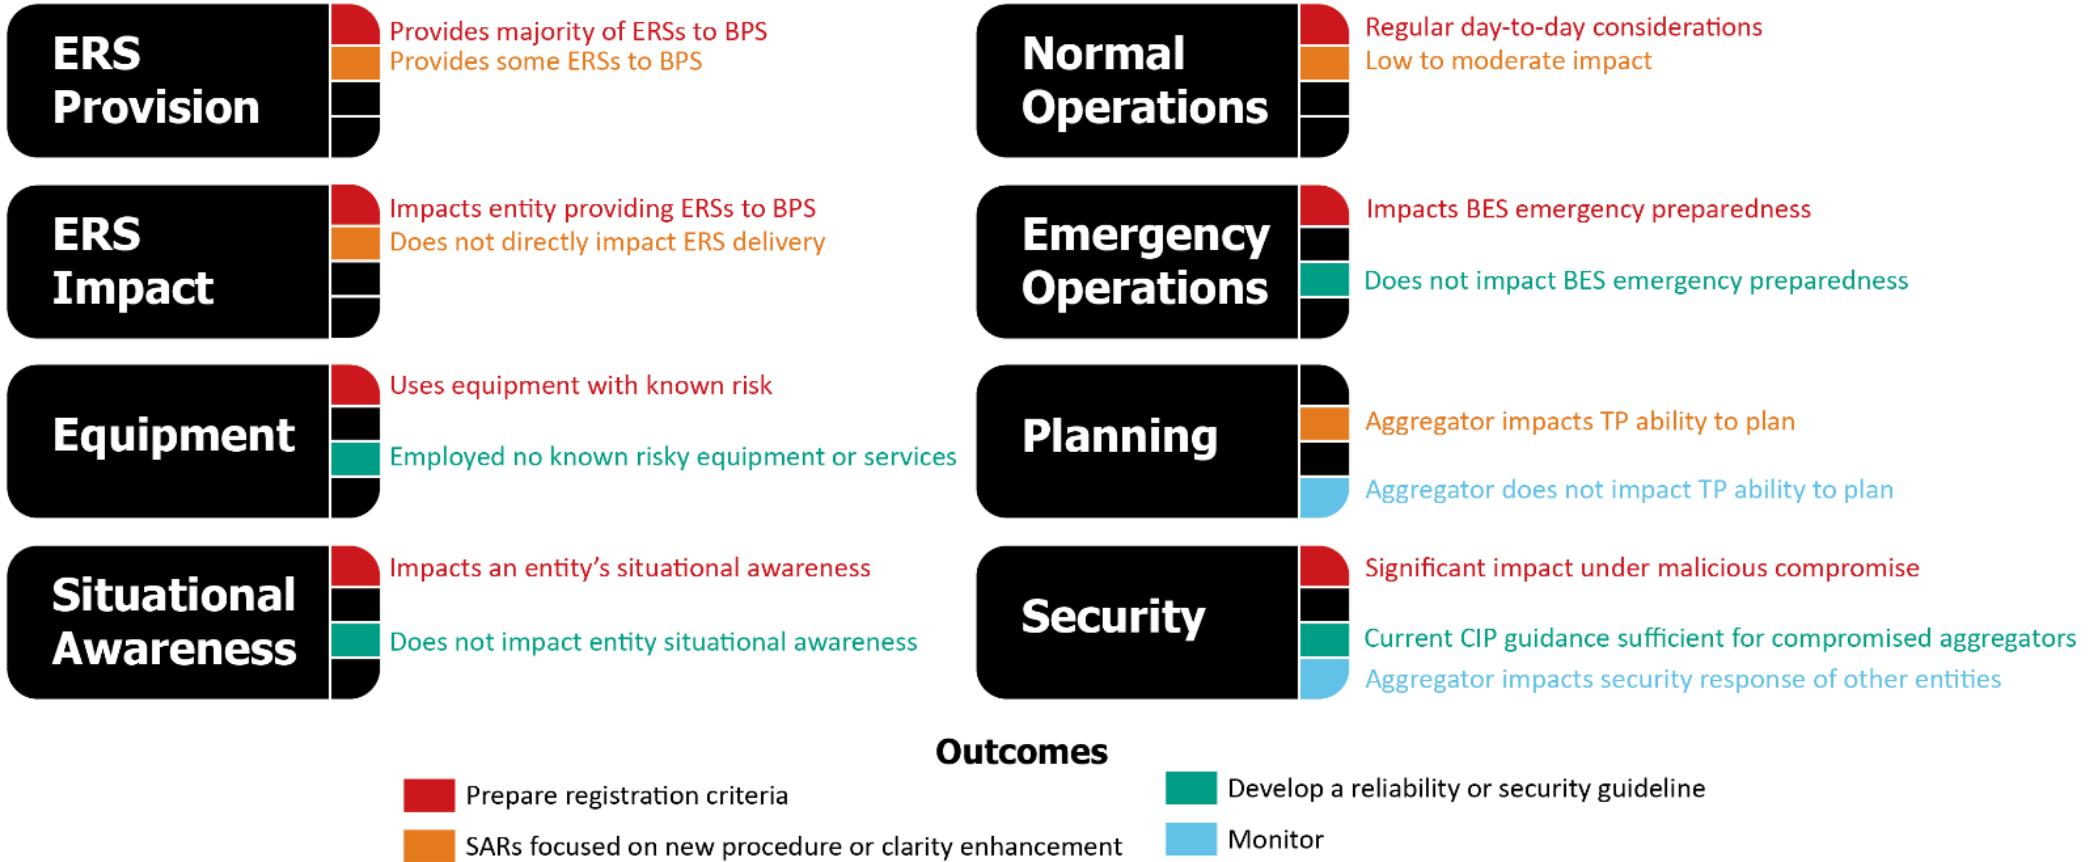 ERS
Provision
Provides majority of ERSs to BPS
Provides some ERSs to BPS
Normal
Operations
Regular day-to-day considerations
Low to moderate impact
ERS
Impact
Impacts entity providing ERSs to BPS
Does not directly impact ERS delivery
Emergency
Operations
Impacts BES emergency preparedness
Does not impact BES emergency preparedness
Equipment
Uses equipment with known risk
Employed no known risky equipment or services
Planning
Aggregator impacts TP ability to plan
Aggregator does not impact TP ability to plan
Situational
Awareness
Impacts an entity’s situational awareness
Does not impact entity situational awareness
Security
Significant impact under malicious compromise
Current CIP guidance sufficient for compromised aggregators
Aggregator impacts security response of other entities
Outcomes
Prepare registration criteria
SARs focused on new procedure or clarity enhancement
Develop a reliability or security guideline
Monitor